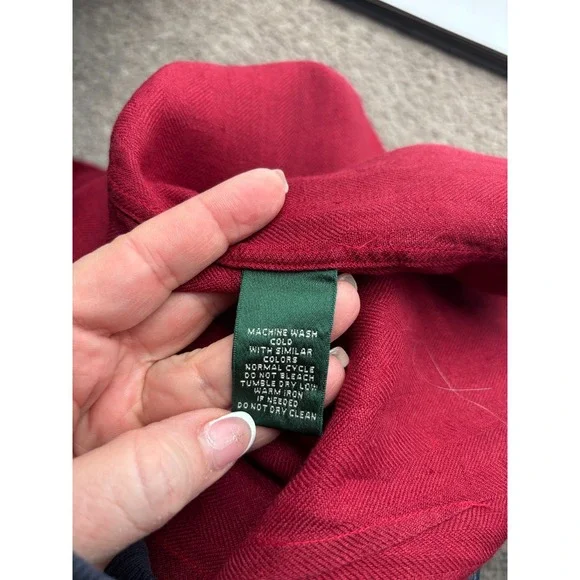 MACHINE WASH
COLD
WITH SIMILAR
COLORS
NORMAL CYCLE
DO NOT BLEACH
TUMBLE DRY LOW
WARM IRON
IF NEEDED
DO NOT DRY CLEAN